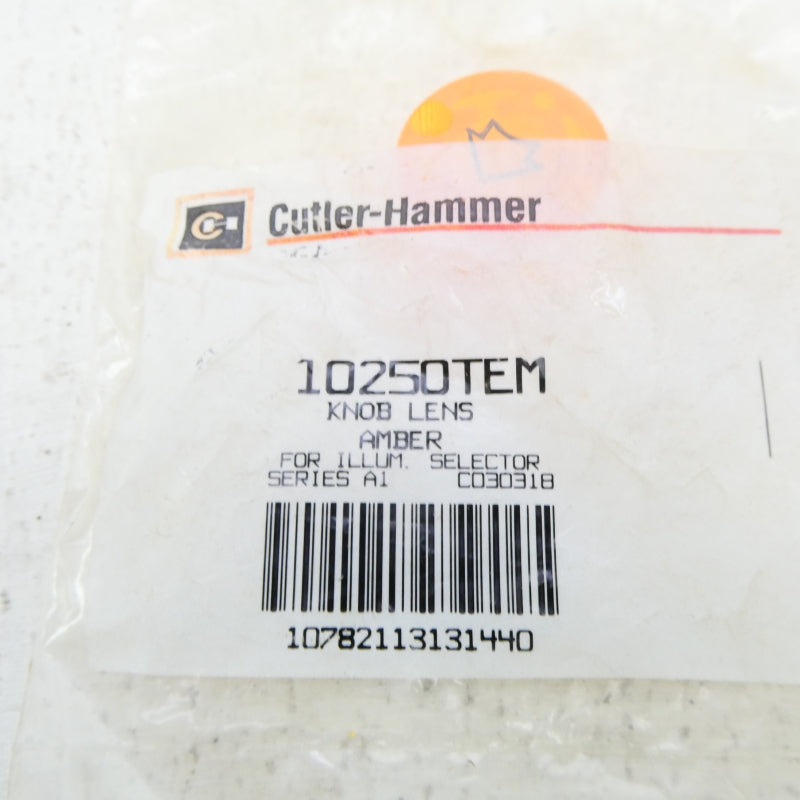 Cutler-Hammer
10250TEM
KNOB LENS
AMBER
FOR ILLUM. SELECTOR
SERIES A1 C030318
10782113131440